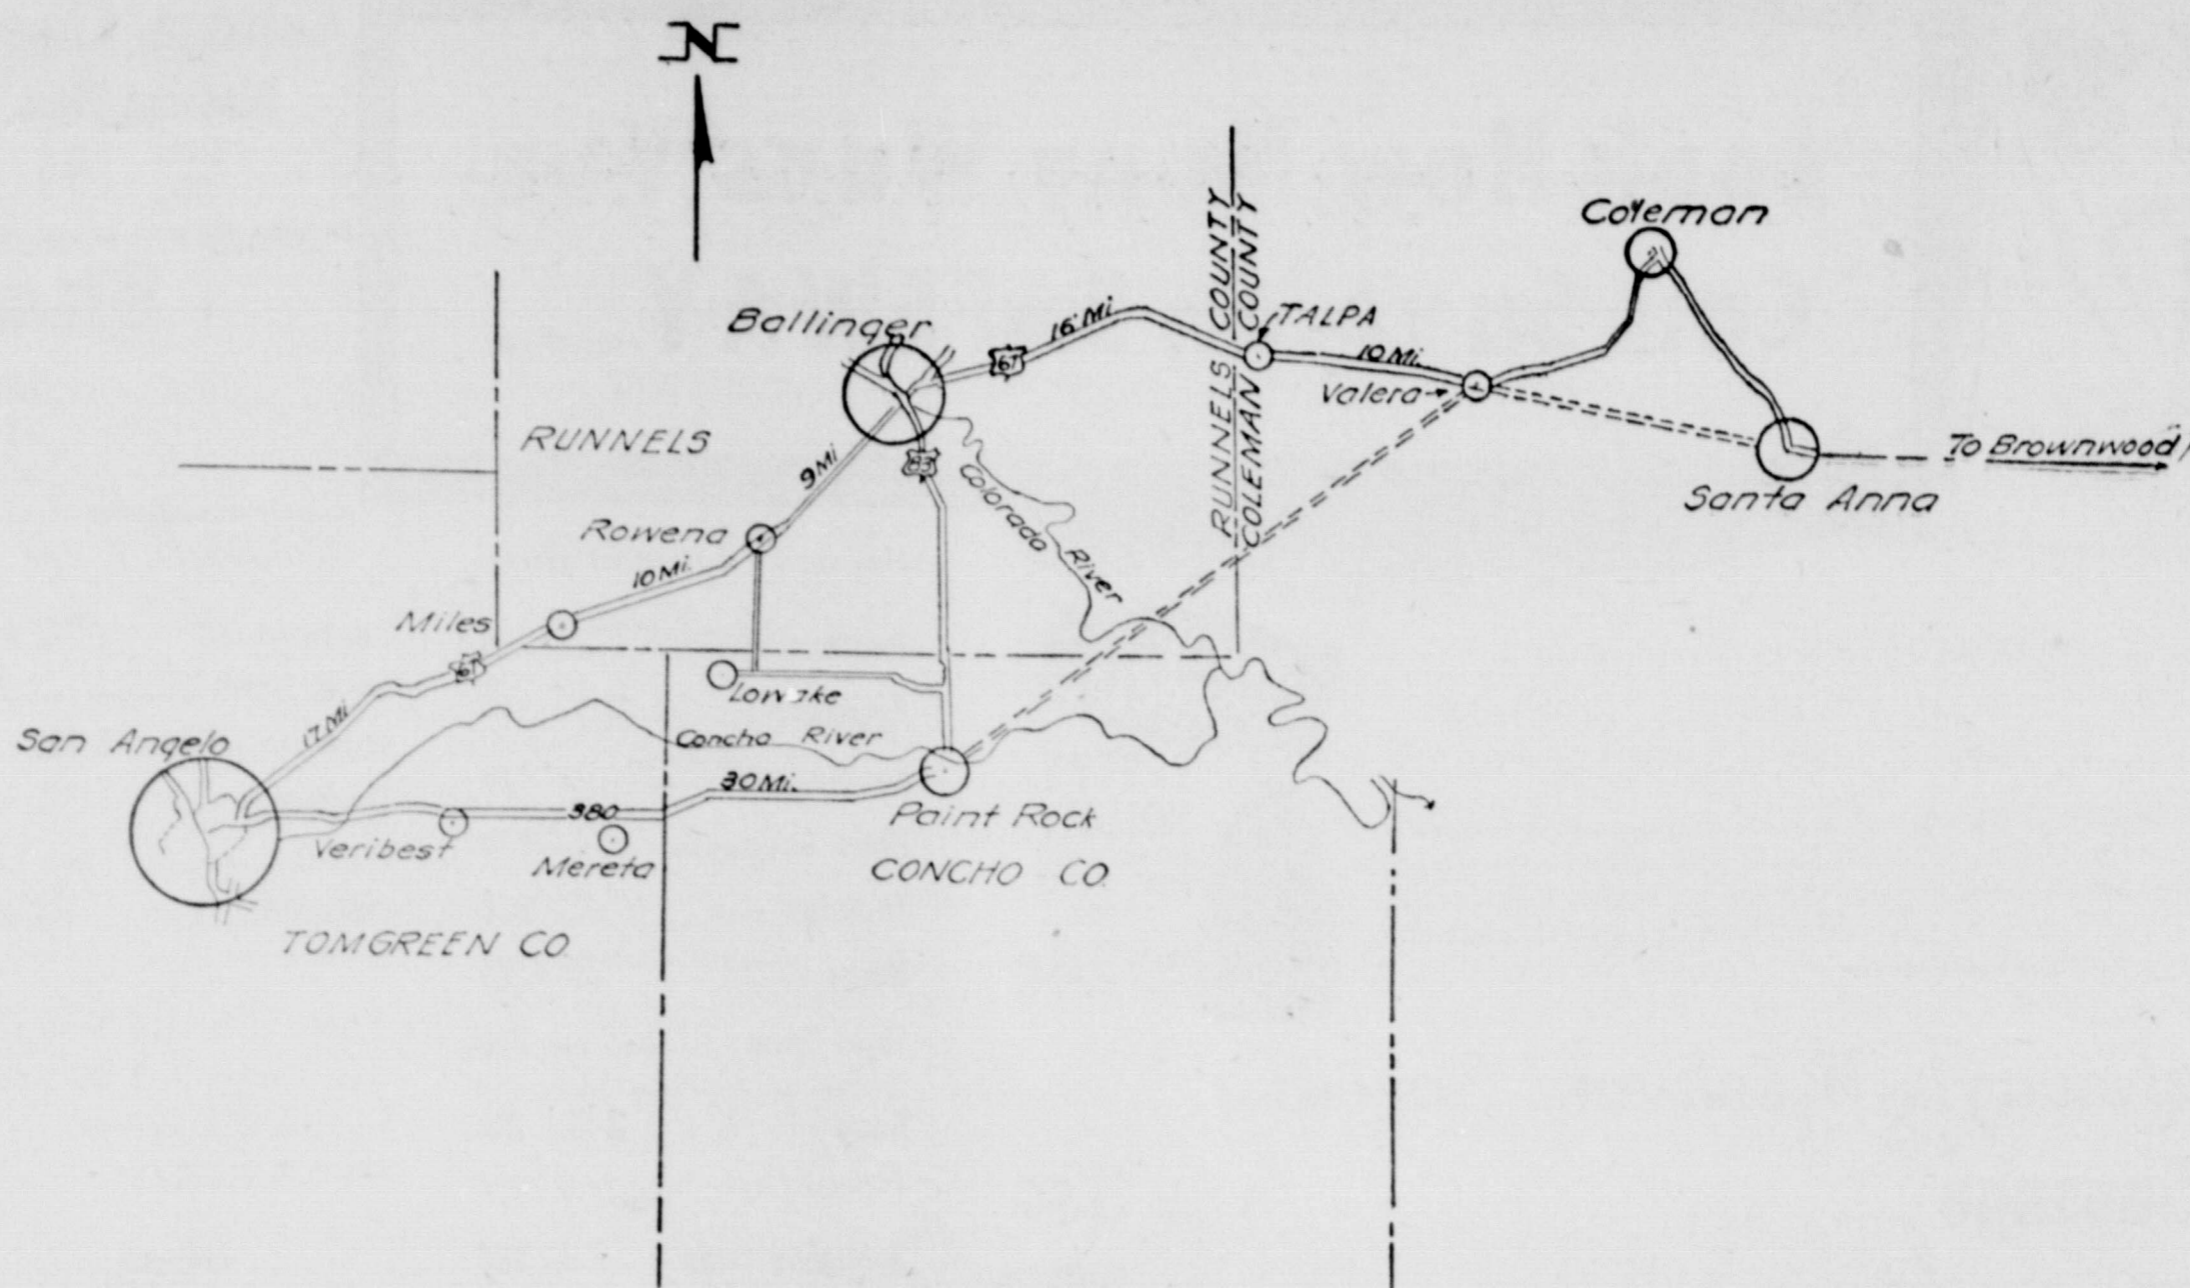 N
Coleman
RUNNELS COUNTY
COLEMAN COUNTY
TALPA
16 Mi
Ballinger
67
10 Mi.
Valera
RUNNELS
To Brownwood
9 Mi
83
Colorado River
Santa Anna
Rowena
10 Mi.
Miles
67
Lowake
17 Mi
San Angelo
Concho River
30 Mi.
380
Paint Rock
Veribest
Mereta
CONCHO CO.
TOMGREEN CO.